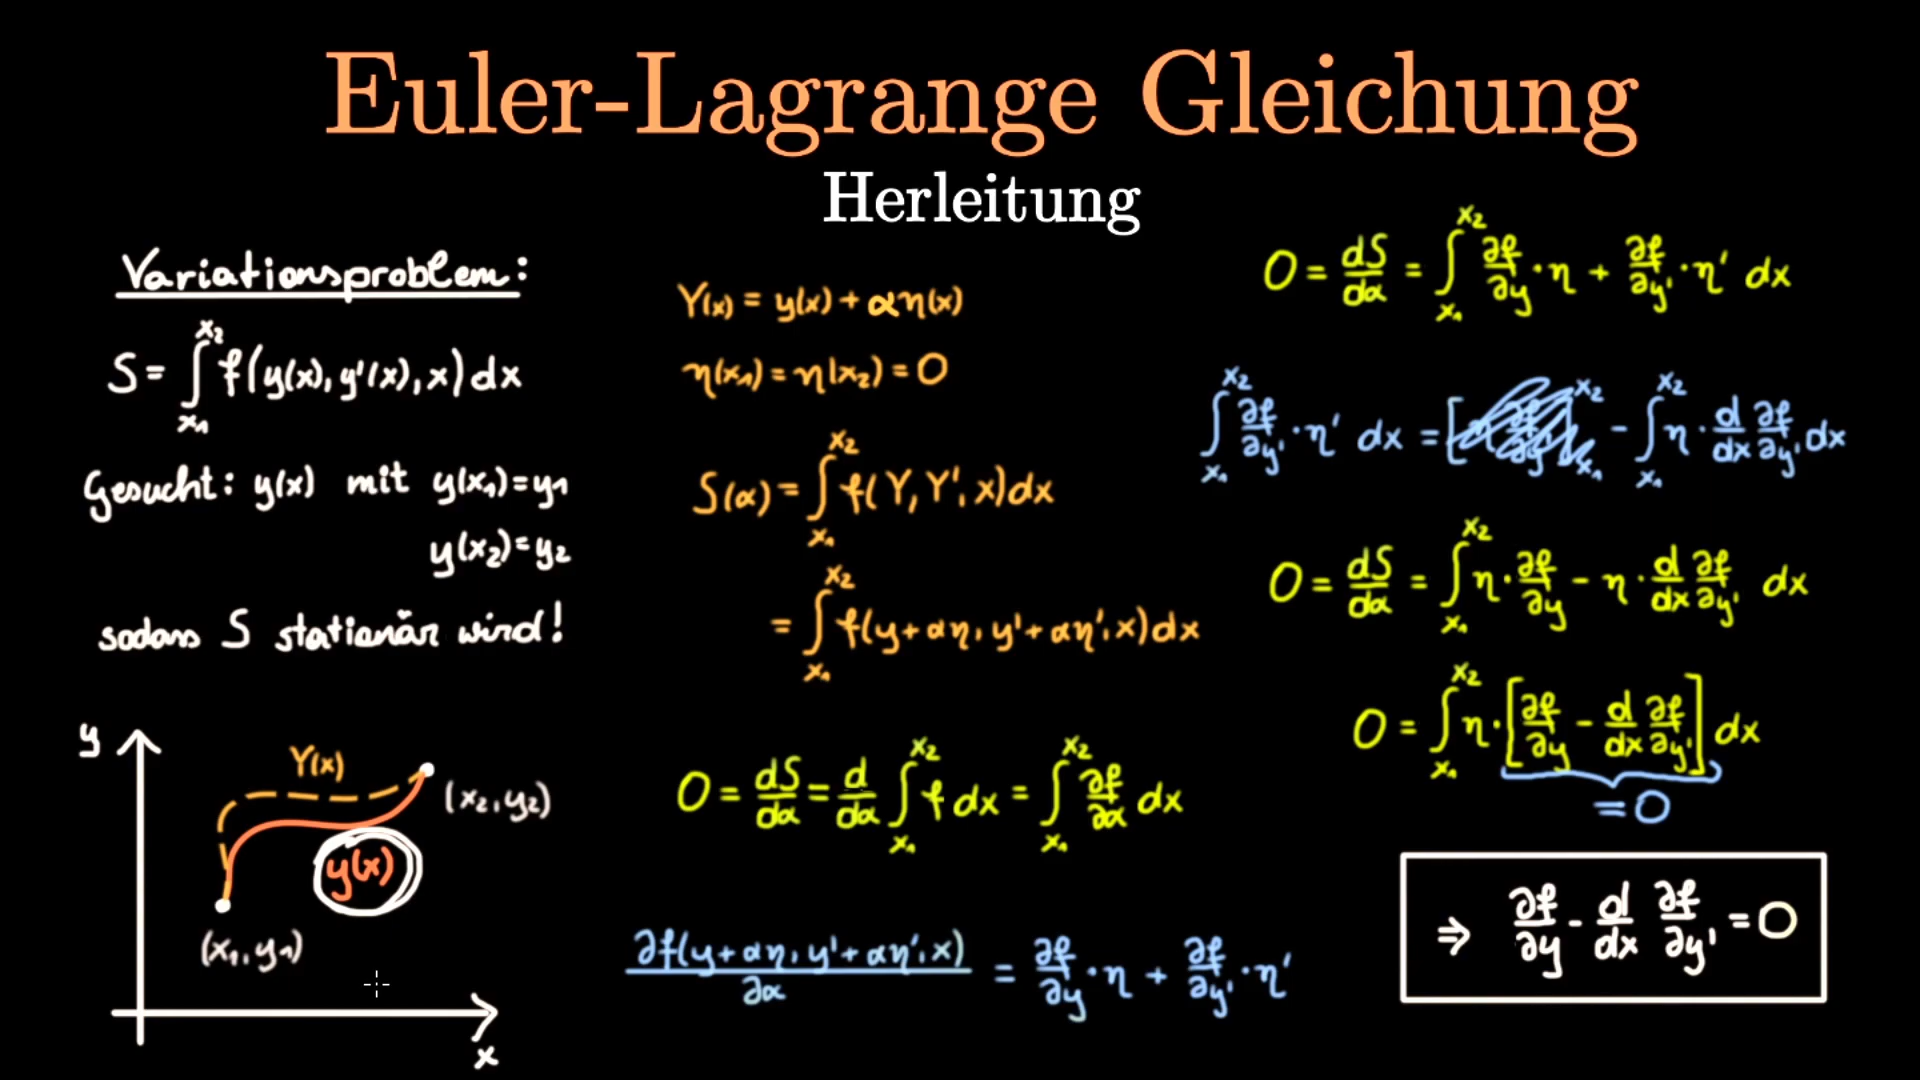 Euler-Lagrange Gleichung
Herleitung
Variationsproblem:
S = ∫_{x₁}^{x₂} f(y(x), y'(x), x) dx
Gesucht: y(x) mit y(x₁)=y₁
y(x₂)=y₂
sodass S stationär wird!
y
Y(x)
(x₂, y₂)
y(x)
(x₁, y₁)
x
Y(x) = y(x) + αη(x)
η(x₁) = η(x₂) = 0
S(α) = ∫_{x₁}^{x₂} f(Y, Y', x) dx
= ∫_{x₁}^{x₂} f(y+αη, y'+αη', x) dx
0 = dS/dα = d/dα ∫_{x₁}^{x₂} f dx = ∫_{x₁}^{x₂} ∂f/∂α dx
∂f(y+αη, y'+αη', x)/∂α = ∂f/∂y · η + ∂f/∂y' · η'
0 = dS/dα = ∫_{x₁}^{x₂} ∂f/∂y · η + ∂f/∂y' · η' dx
∫_{x₁}^{x₂} ∂f/∂y' · η' dx = [ ]_{x₁}^{x₂} - ∫_{x₁}^{x₂} η · d/dx ∂f/∂y' dx
0 = dS/dα = ∫_{x₁}^{x₂} η · ∂f/∂y - η · d/dx ∂f/∂y' dx
0 = ∫_{x₁}^{x₂} η · [∂f/∂y - d/dx ∂f/∂y'] dx
= 0
⇒ ∂f/∂y - d/dx ∂f/∂y' = 0